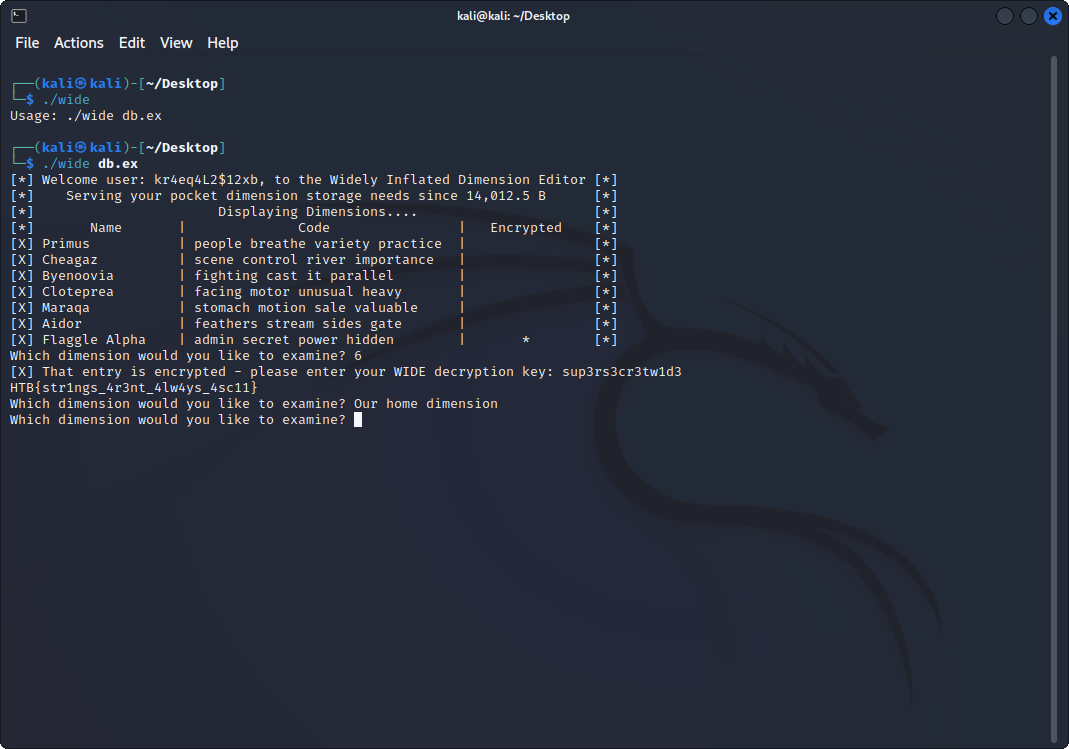 kali@kali: ~/Desktop
File Actions Edit View Help
┌──(kali㉿kali)-[~/Desktop]
└─$ ./wide
Usage: ./wide db.ex
┌──(kali㉿kali)-[~/Desktop]
└─$ ./wide db.ex
[*] Welcome user: kr4eq4L2$12xb, to the Widely Inflated Dimension Editor [*]
[*]    Serving your pocket dimension storage needs since 14,012.5 B      [*]
[*]                       Displaying Dimensions....                      [*]
[*]       Name       |              Code                |   Encrypted    [*]
[X] Primus           | people breathe variety practice  |                [*]
[X] Cheagaz          | scene control river importance   |                [*]
[X] Byenoovia        | fighting cast it parallel        |                [*]
[X] Cloteprea        | facing motor unusual heavy       |                [*]
[X] Maraqa           | stomach motion sale valuable     |                [*]
[X] Aidor            | feathers stream sides gate       |                [*]
[X] Flaggle Alpha    | admin secret power hidden        |       *        [*]
Which dimension would you like to examine? 6
[X] That entry is encrypted - please enter your WIDE decryption key: sup3rs3cr3tw1d3
HTB{str1ngs_4r3nt_4lw4ys_4sc11}
Which dimension would you like to examine? Our home dimension
Which dimension would you like to examine?